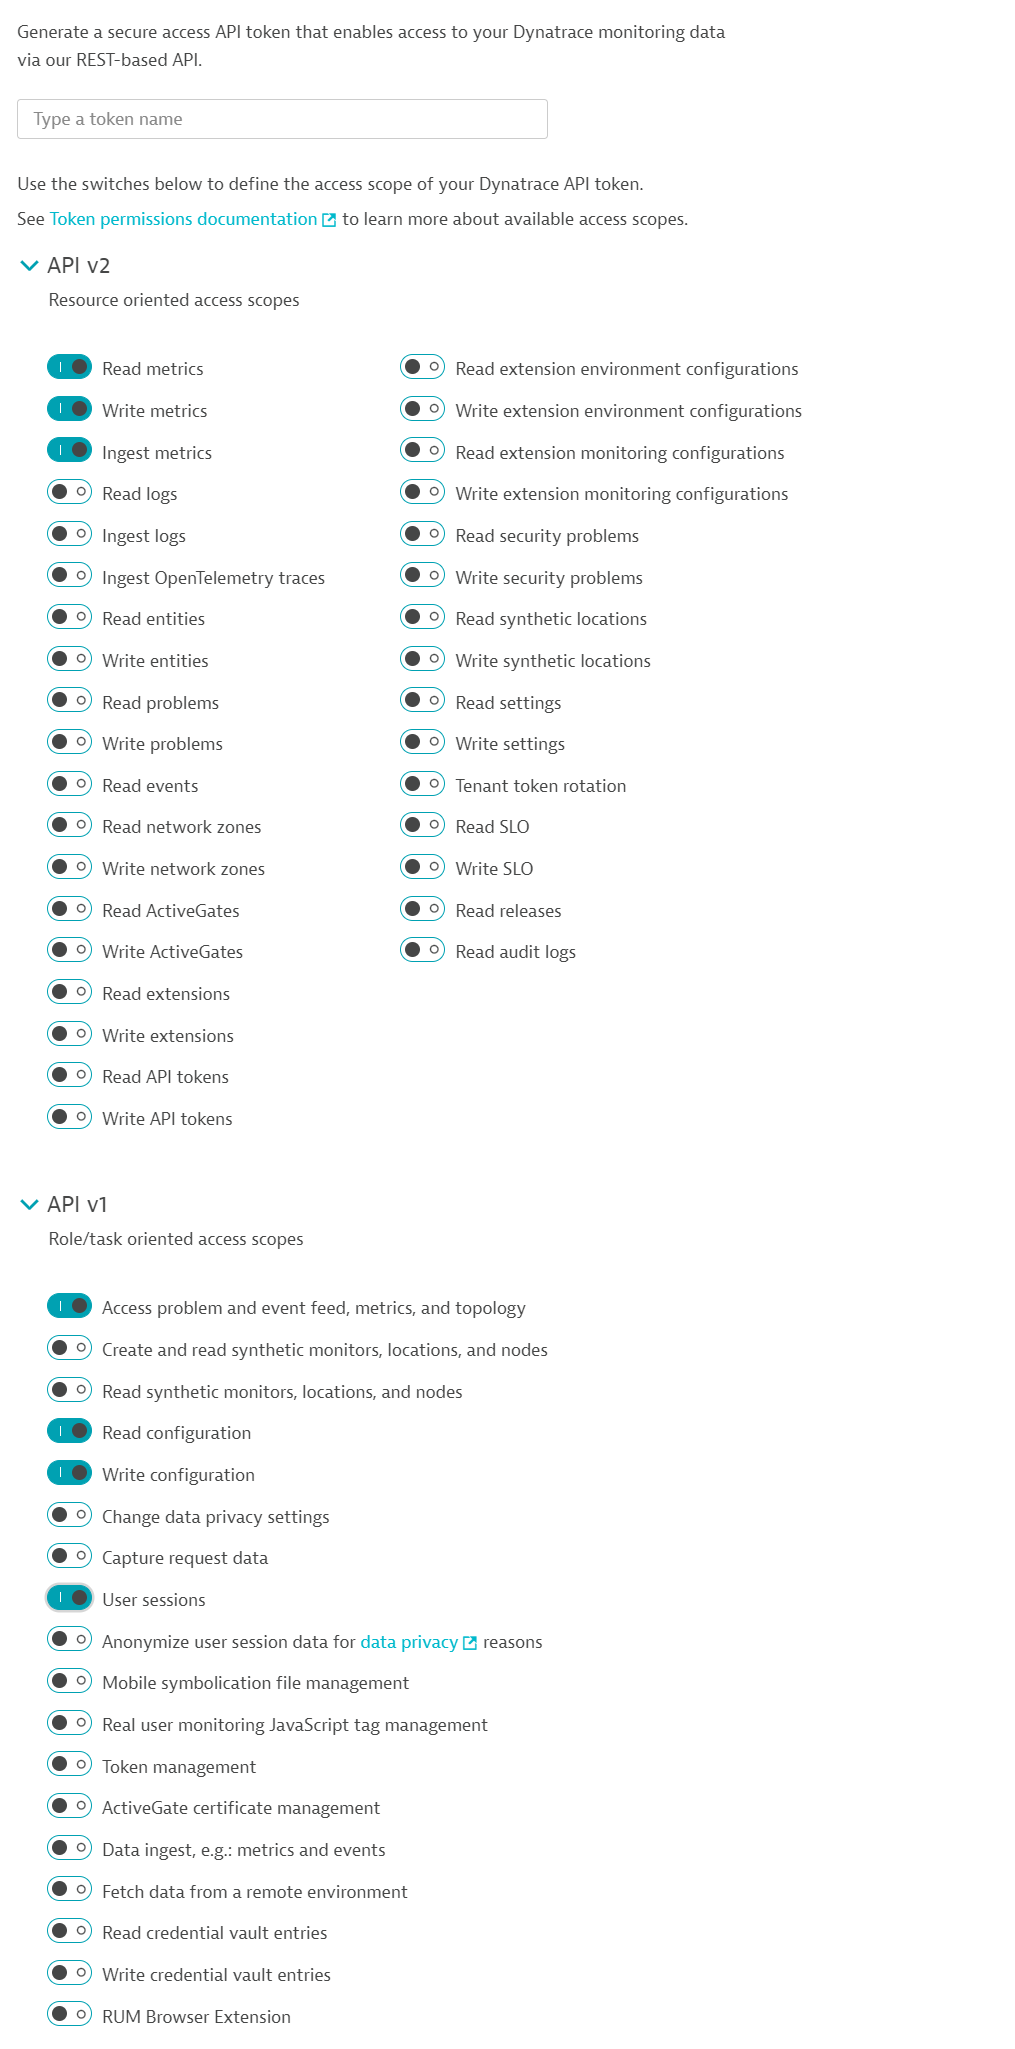 Generate a secure access API token that enables access to your Dynatrace monitoring data
via our REST-based API.
Type a token name
Use the switches below to define the access scope of your Dynatrace API token.
See Token permissions documentation to learn more about available access scopes.
API v2
Resource oriented access scopes
Read metrics
Write metrics
Ingest metrics
Read logs
Ingest logs
Ingest OpenTelemetry traces
Read entities
Write entities
Read problems
Write problems
Read events
Read network zones
Write network zones
Read ActiveGates
Write ActiveGates
Read extensions
Write extensions
Read API tokens
Write API tokens
Read extension environment configurations
Write extension environment configurations
Read extension monitoring configurations
Write extension monitoring configurations
Read security problems
Write security problems
Read synthetic locations
Write synthetic locations
Read settings
Write settings
Tenant token rotation
Read SLO
Write SLO
Read releases
Read audit logs
API v1
Role/task oriented access scopes
Access problem and event feed, metrics, and topology
Create and read synthetic monitors, locations, and nodes
Read synthetic monitors, locations, and nodes
Read configuration
Write configuration
Change data privacy settings
Capture request data
User sessions
Anonymize user session data for data privacy reasons
Mobile symbolication file management
Real user monitoring JavaScript tag management
Token management
ActiveGate certificate management
Data ingest, e.g.: metrics and events
Fetch data from a remote environment
Read credential vault entries
Write credential vault entries
RUM Browser Extension